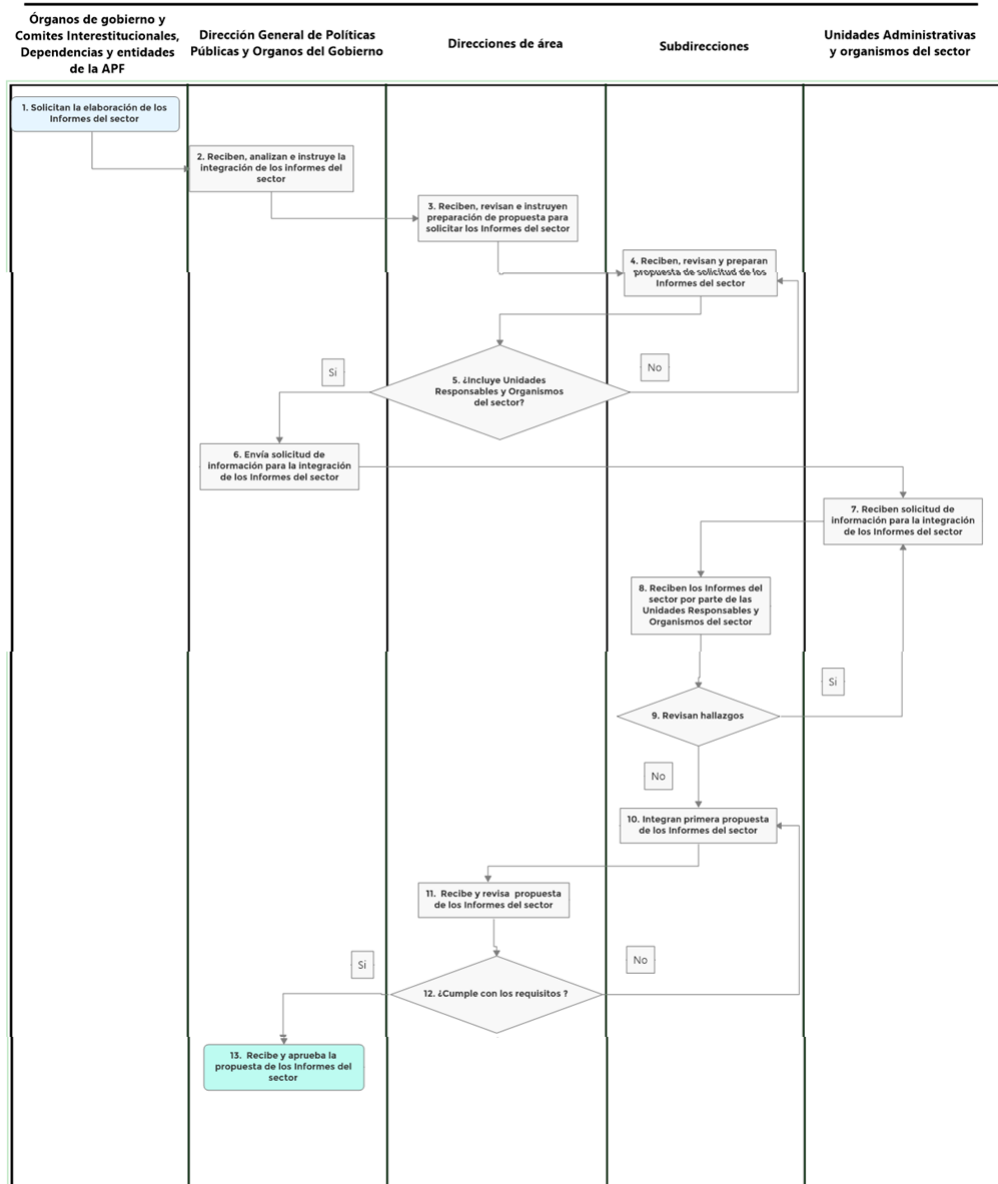 Órganos de gobierno y
Comites Interestitucionales,
Dependencias y entidades
de la APF
Dirección General de Políticas
Públicas y Organos del Gobierno
Direcciones de área
Subdirecciones
Unidades Administrativas
y organismos del sector
1. Solicitan la elaboración de los
Informes del sector
2. Reciben, analizan e instruye la
integración de los informes del
sector
3. Reciben, revisan e instruyen
preparación de propuesta para
solicitar los Informes del sector
4. Reciben, revisan y preparan
propuesta de solicitud de los
Informes del sector
5. ¿Incluye Unidades
Responsables y Organismos
del sector?
Si
No
6. Envía solicitud de
información para la integración
de los Informes del sector
7. Reciben solicitud de
información para la integración
de los Informes del sector
8. Reciben los Informes del
sector por parte de las
Unidades Responsables y
Organismos del sector
9. Revisan hallazgos
Si
No
10. Integran primera propuesta
de los Informes del sector
11. Recibe y revisa propuesta
de los Informes del sector
12. ¿Cumple con los requisitos ?
Si
No
13. Recibe y aprueba la
propuesta de los Informes del
sector